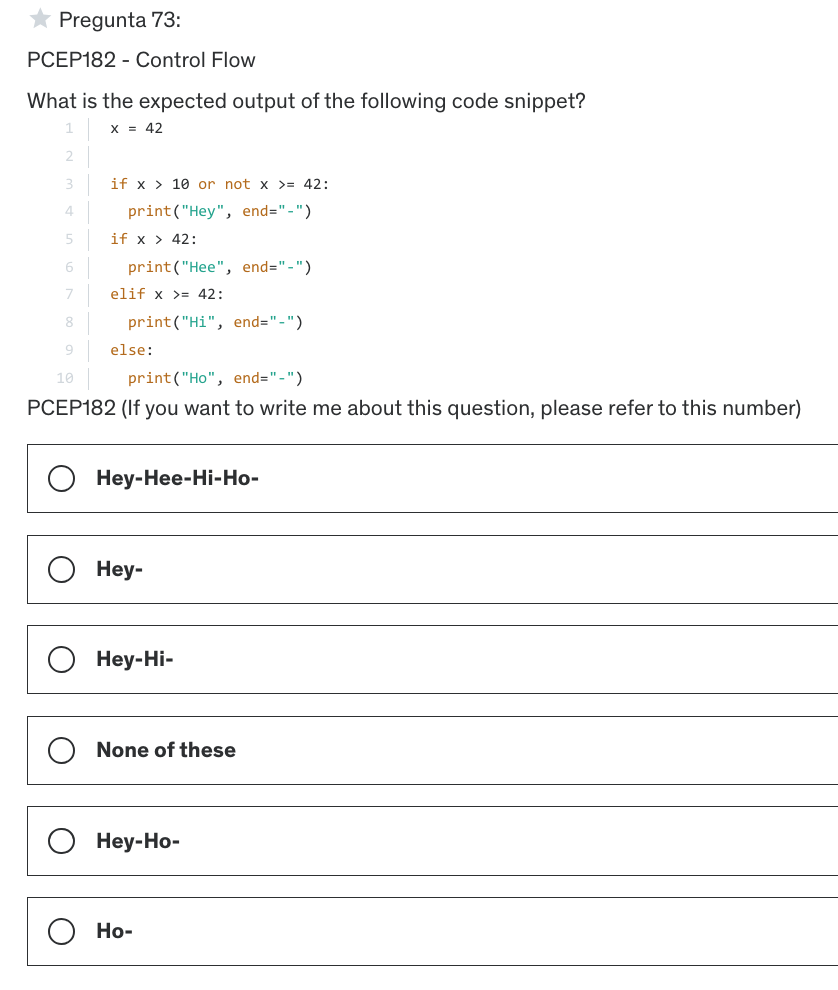 Pregunta 73:
PCEP182 - Control Flow
What is the expected output of the following code snippet?
1 x = 42
2
3 if x > 10 or not x >= 42:
4 print("Hey", end="-")
5 if x > 42:
6 print("Hee", end="-")
7 elif x >= 42:
8 print("Hi", end="-")
9 else:
10 print("Ho", end="-")
PCEP182 (If you want to write me about this question, please refer to this number)
Hey-Hee-Hi-Ho-
Hey-
Hey-Hi-
None of these
Hey-Ho-
Ho-